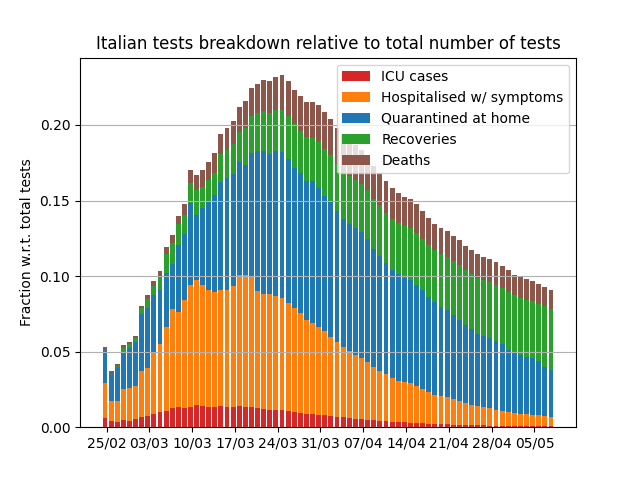 Italian tests breakdown relative to total number of tests
ICU cases
Hospitalised w/ symptoms
Quarantined at home
Recoveries
Deaths
Fraction w.r.t. total tests
0.20
0.15
0.10
0.05
0.00
25/02 03/03 10/03 17/03 24/03 31/03 07/04 14/04 21/04 28/04 05/05